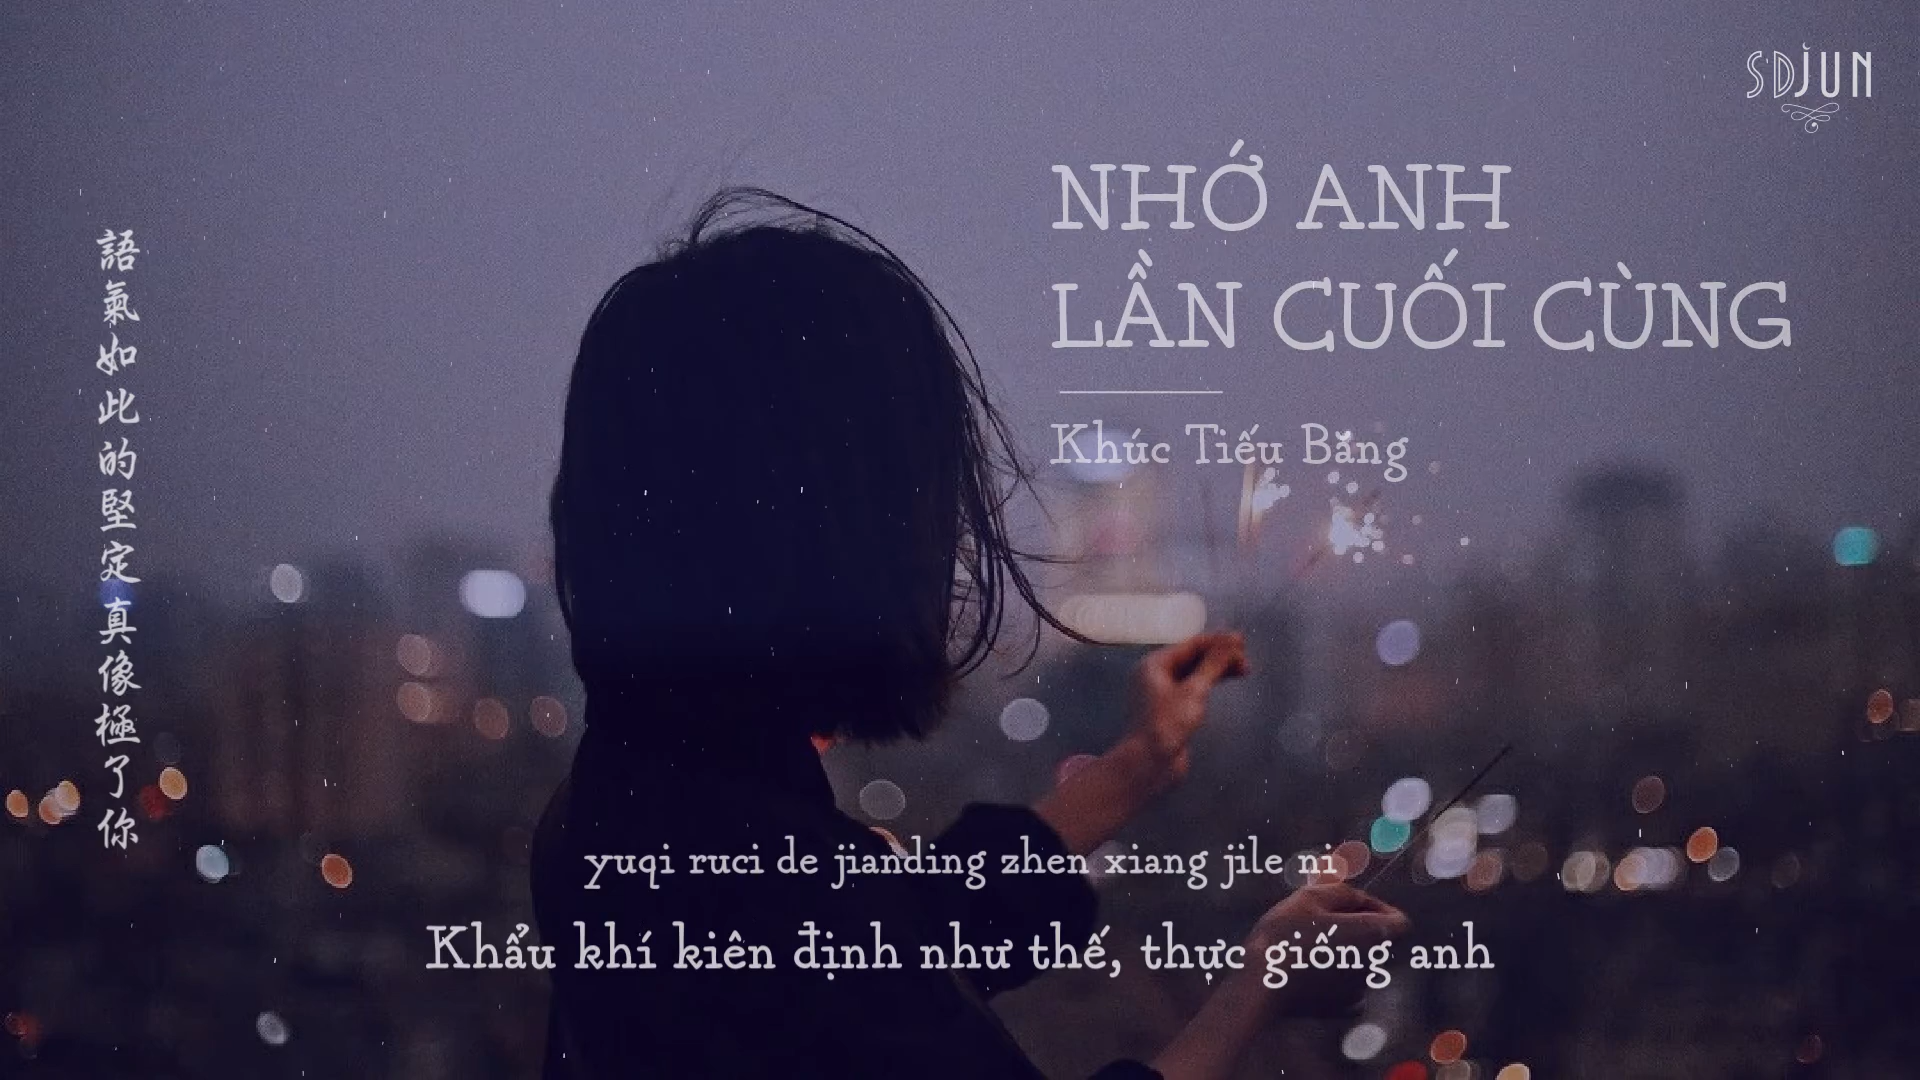 SDJUN
NHỚ ANH
LẦN CUỐI CÙNG
Khúc Tiếu Băng
語氣如此的堅定 真像極了你
yuqi ruci de jianding zhen xiang jile ni
Khẩu khí kiên định như thế, thực giống anh